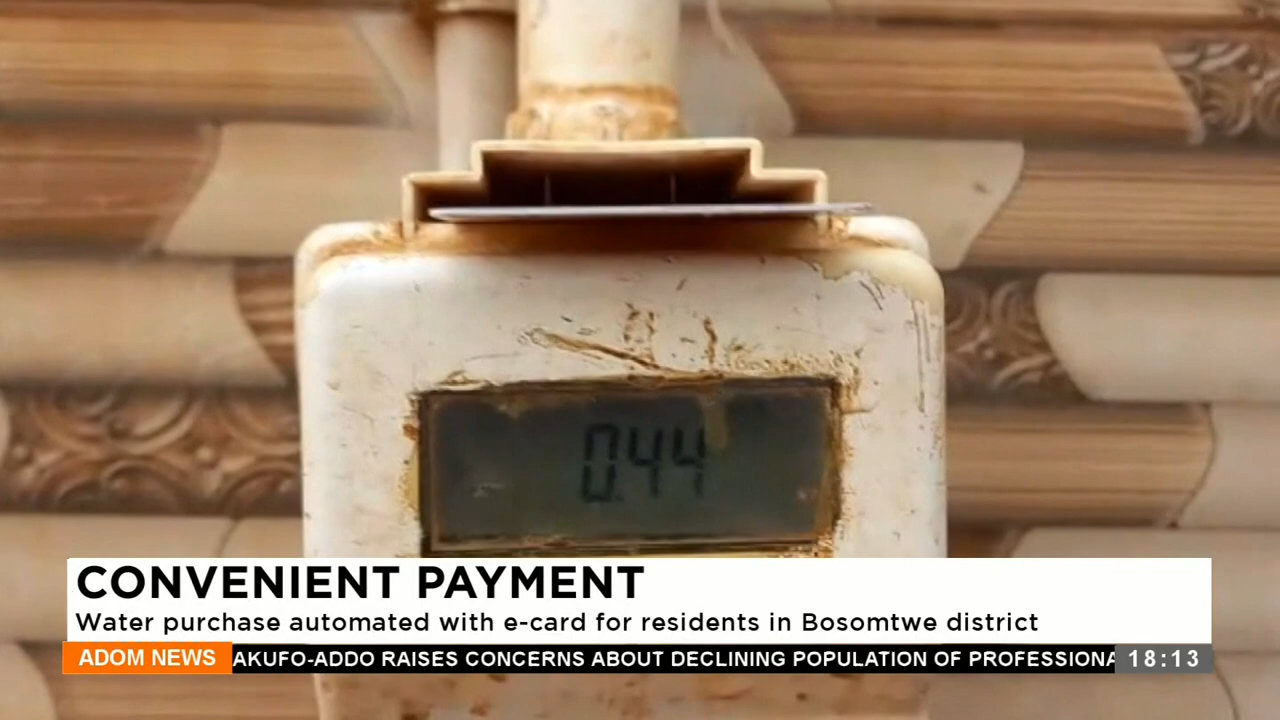 0.44
CONVENIENT PAYMENT
Water purchase automated with e-card for residents in Bosomtwe district
ADOM NEWS AKUFO-ADDO RAISES CONCERNS ABOUT DECLINING POPULATION OF PROFESSIONA 18:13